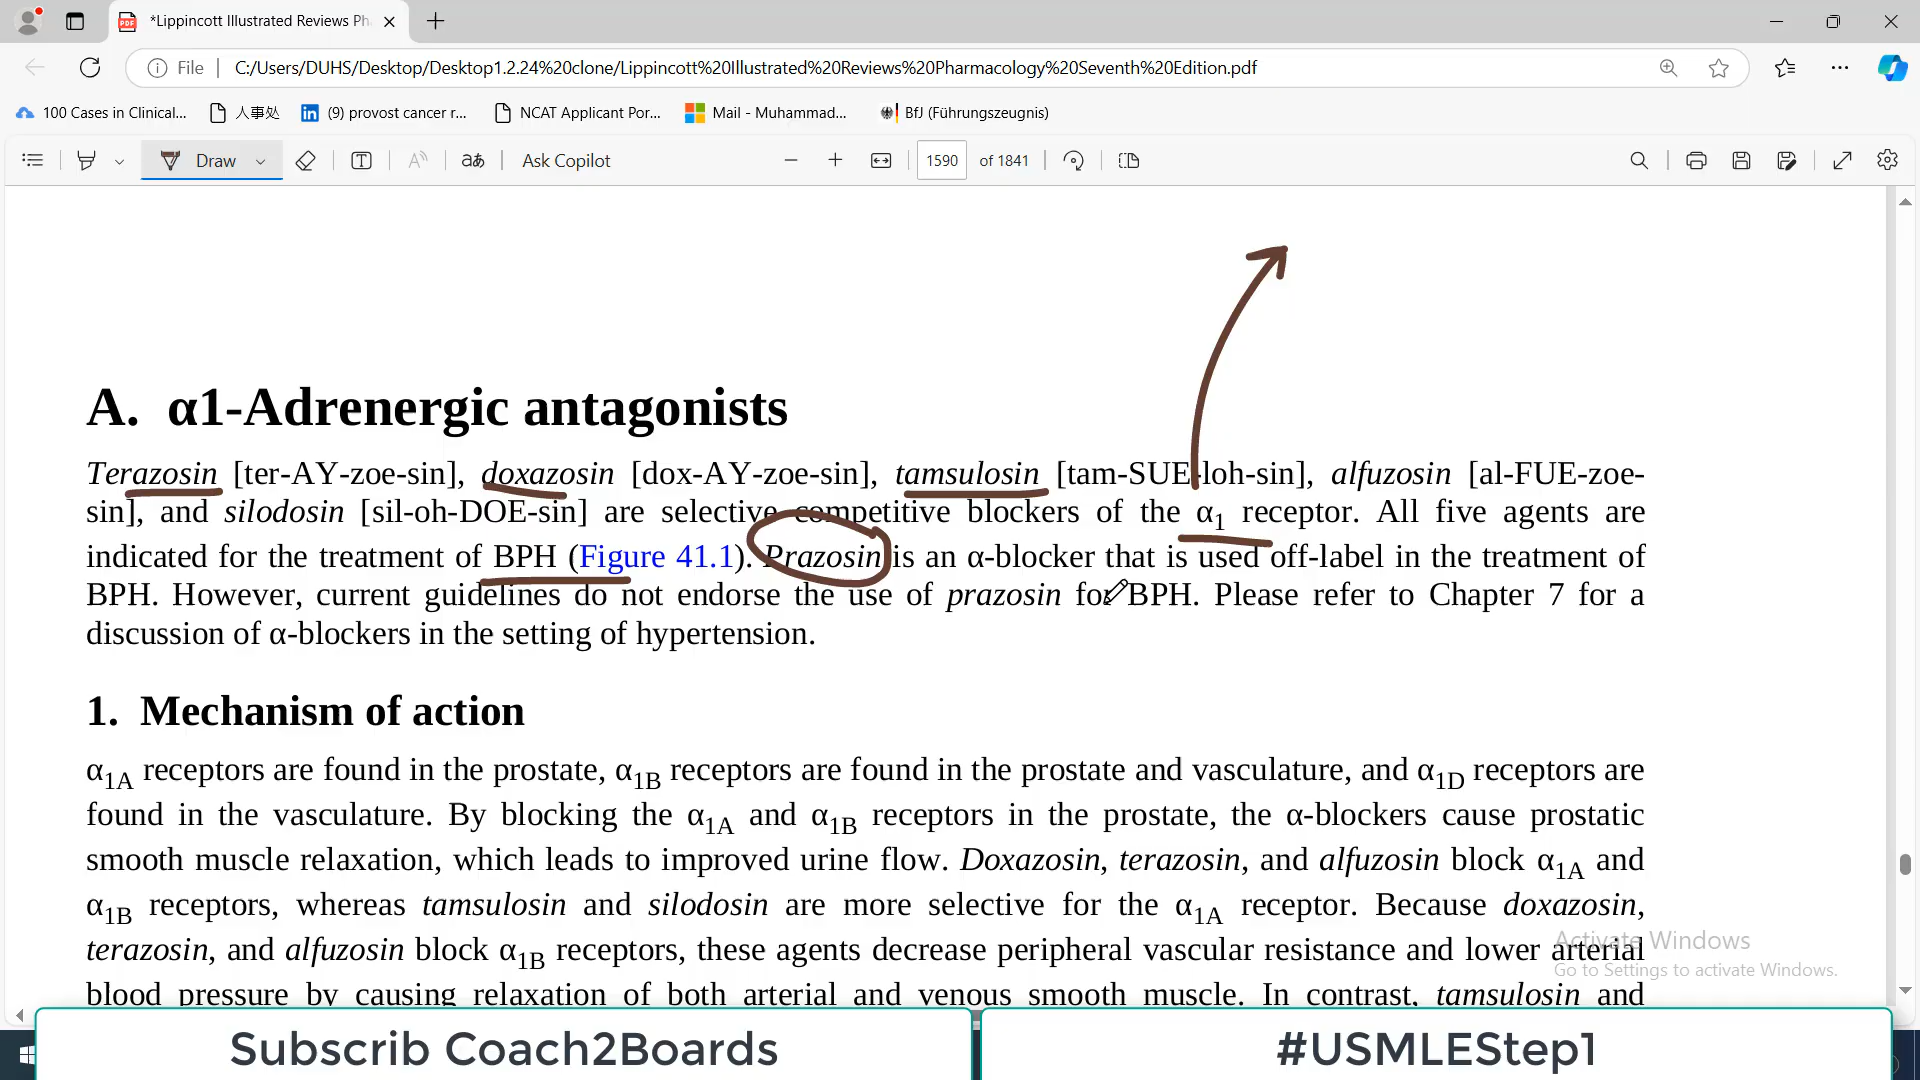 *Lippincott Illustrated Reviews Ph
File C:/Users/DUHS/Desktop/Desktop1.2.24%20clone/Lippincott%20Illustrated%20Reviews%20Pharmacology%20Seventh%20Edition.pdf
100 Cases in Clinical... 人事处 (9) provost cancer r... NCAT Applicant Por... Mail - Muhammad... BfJ (Führungszeugnis)
Draw Ask Copilot 1590 of 1841
A. α1-Adrenergic antagonists
Terazosin [ter-AY-zoe-sin], doxazosin [dox-AY-zoe-sin], tamsulosin [tam-SUE-loh-sin], alfuzosin [al-FUE-zoe-
sin], and silodosin [sil-oh-DOE-sin] are selective competitive blockers of the α1 receptor. All five agents are
indicated for the treatment of BPH (Figure 41.1). Prazosin is an α-blocker that is used off-label in the treatment of
BPH. However, current guidelines do not endorse the use of prazosin for BPH. Please refer to Chapter 7 for a
discussion of α-blockers in the setting of hypertension.
1. Mechanism of action
α1A receptors are found in the prostate, α1B receptors are found in the prostate and vasculature, and α1D receptors are
found in the vasculature. By blocking the α1A and α1B receptors in the prostate, the α-blockers cause prostatic
smooth muscle relaxation, which leads to improved urine flow. Doxazosin, terazosin, and alfuzosin block α1A and
α1B receptors, whereas tamsulosin and silodosin are more selective for the α1A receptor. Because doxazosin,
terazosin, and alfuzosin block α1B receptors, these agents decrease peripheral vascular resistance and lower arterial
blood pressure by causing relaxation of both arterial and venous smooth muscle. In contrast, tamsulosin and
Activate Windows
Go to Settings to activate Windows.
Subscrib Coach2Boards
#USMLEStep1